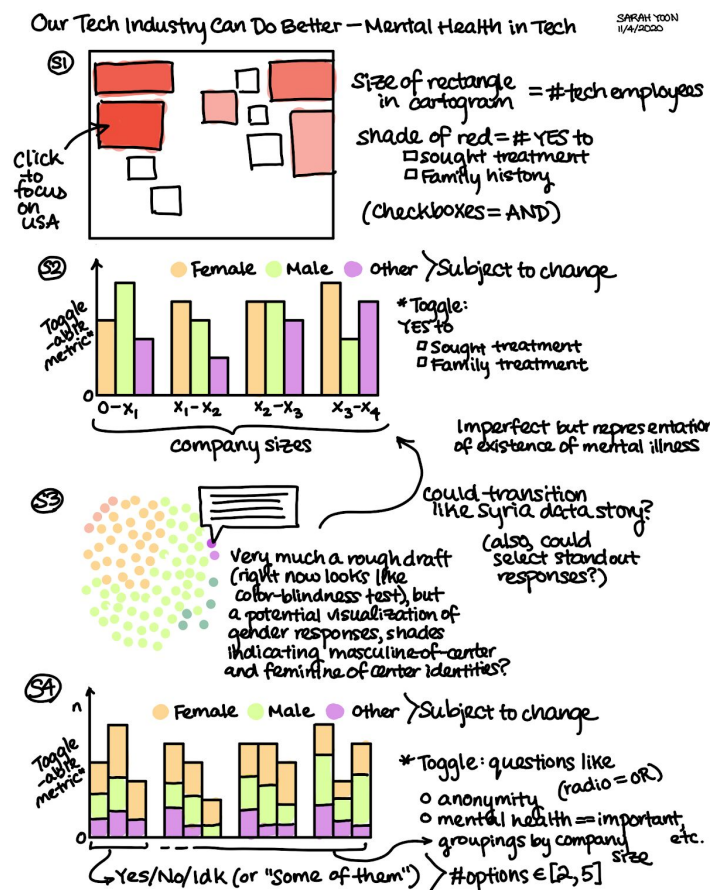 Our Tech Industry Can Do Better — Mental Health in Tech
SARAH YOON
11/4/2020
S1
Click
to
focus
on
USA
Size of rectangle
in cartogram = # tech employees
shade of red = # YES to
□ sought treatment
□ Family history
(checkboxes = AND)
S2
Female Male Other > Subject to change
Toggle
-able
metric*
0
0-x₁ x₁-x₂ x₂-x₃ x₃-x₄
company sizes
*Toggle:
YES to
□ Sought treatment
□ Family treatment
Imperfect but representation
of existence of mental illness
S3
could transition
like Syria data story?
(also, could
select standout
responses?)
Very much a rough draft
(right now looks like
color-blindness test), but
a potential visualization of
gender responses, shades
indicating masculine-of-center
and feminine of center identities?
S4
n
Female Male Other > Subject to change
Toggle
-able
metric*
0
*Toggle: questions like
(radio = OR)
○ anonymity
○ mental health == important,
etc.
groupings by company
size
Yes/No/Idk (or "Some of them") > # options ∈ [2,5]